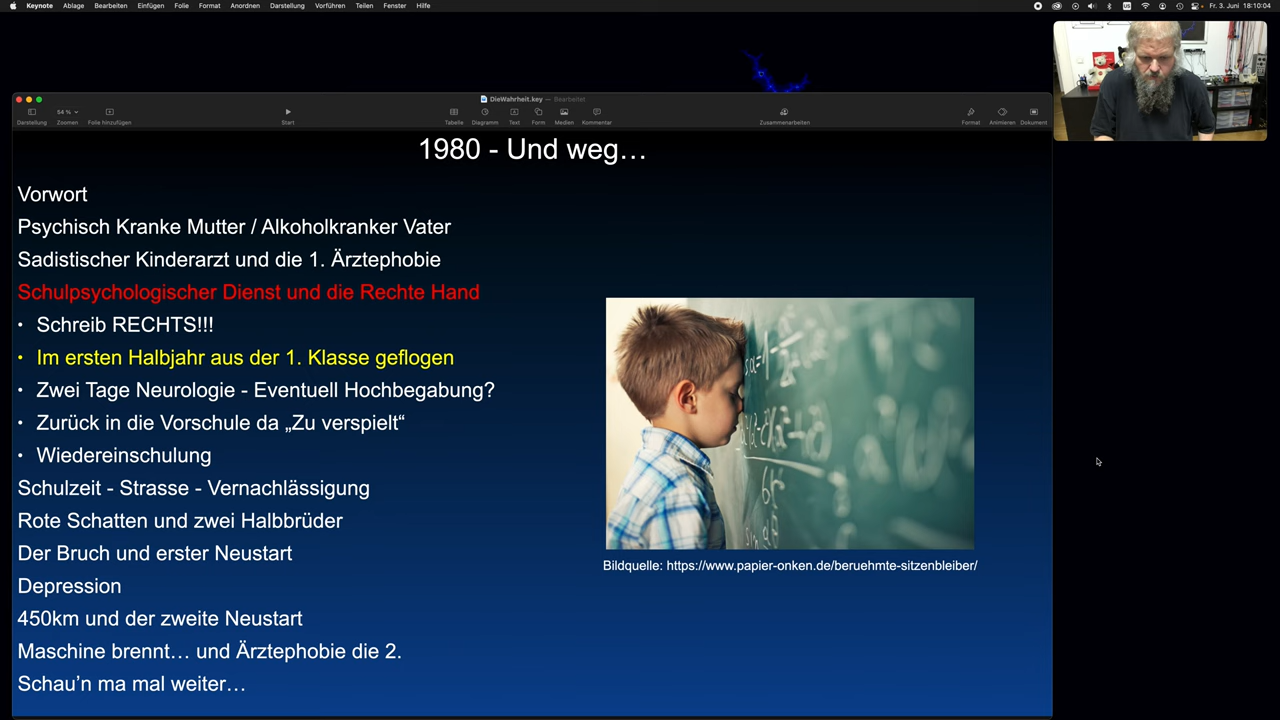 Keynote Ablage Bearbeiten Einfügen Folie Format Anordnen Darstellung Vorführen Teilen Fenster Hilfe
US
Fr. 3. Juni 18:10:04
DieWahrheit.key — Bearbeitet
54 %
Darstellung Zoomen Folie hinzufügen Start Tabelle Diagramm Text Form Medien Kommentar Zusammenarbeiten Format Animieren Dokument
1980 - Und weg…
Vorwort
Psychisch Kranke Mutter / Alkoholkranker Vater
Sadistischer Kinderarzt und die 1. Ärztephobie
Schulpsychologischer Dienst und die Rechte Hand
• Schreib RECHTS!!!
• Im ersten Halbjahr aus der 1. Klasse geflogen
• Zwei Tage Neurologie - Eventuell Hochbegabung?
• Zurück in die Vorschule da „Zu verspielt“
• Wiedereinschulung
Schulzeit - Strasse - Vernachlässigung
Rote Schatten und zwei Halbbrüder
Der Bruch und erster Neustart
Depression
450km und der zweite Neustart
Maschine brennt… und Ärztephobie die 2.
Schau’n ma mal weiter…
Bildquelle: https://www.papier-onken.de/beruehmte-sitzenbleiber/